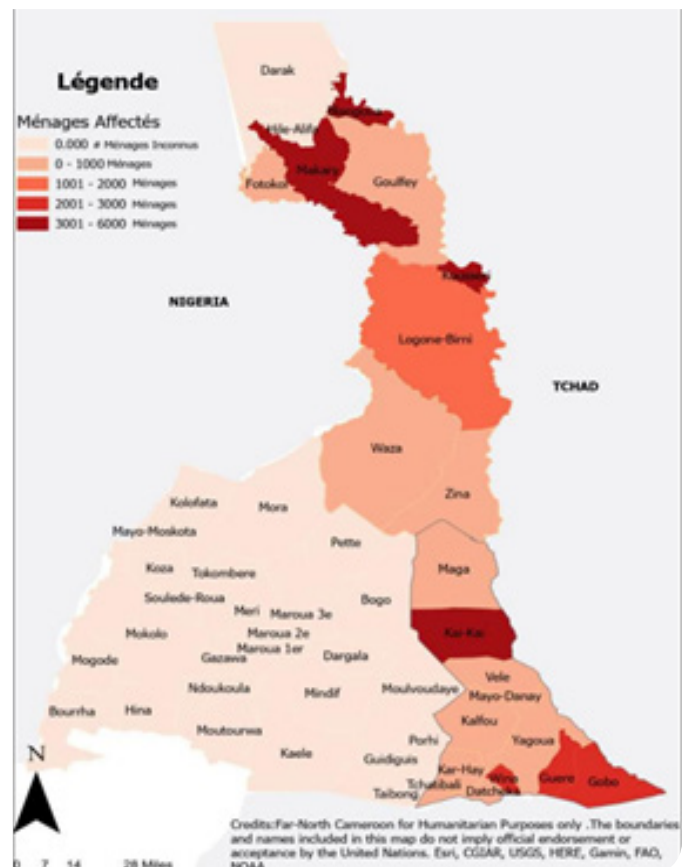 Légende
Ménages Affectés
0.000 # Ménages Inconnus
0 - 1000 Ménages
1001 - 2000 Ménages
2001 - 3000 Ménages
3001 - 6000 Ménages
Darak
Hile-Alifa
Makary
Fotokol
Goulfey
Kousseri
NIGERIA
Logone-Birni
TCHAD
Waza
Zina
Kolofata
Mora
Mayo-Moskota
Pette
Koza
Tokombere
Maga
Soulede-Roua
Bogo
Meri
Maroua 3e
Mokolo
Maroua 2e
Kai-Kai
Maroua 1er
Mogode
Gazawa
Dargala
Vele
Ndoukoula
Mindif
Moulvoudaye
Mayo-Danay
Bourrha
Hina
Kalfou
Moutourwa
Porhi
Yagoua
Kaele
Guidiguis
Kar-Hay
Wina
Guere
Gobo
Tchatibali
Datcheka
Taibong
N
0 7 14 28 Miles
Credits:Far-North Cameroon for Humanitarian Purposes only .The boundaries
and names included in this map do not imply official endorsement or
acceptance by the United Nations. Esri, CGIAR, USGS, HERE, Gamin, FAO,
NOAA